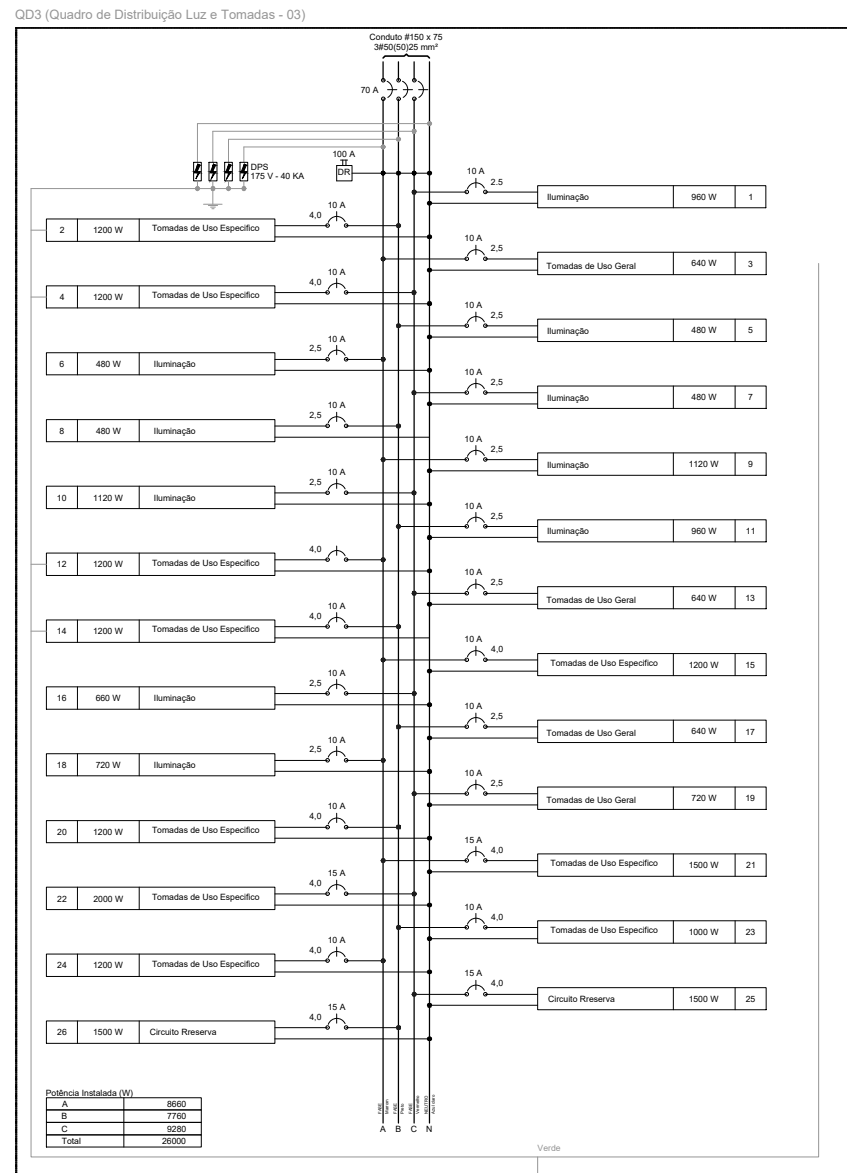 QD3 (Quadro de Distribuição Luz e Tomadas - 03)
Conduto #150 x 75
3#50(50)25 mm²
70 A
DPS
175 V - 40 KA
100 A
DR
10 A
2.5
Iluminação 960 W 1
2 1200 W Tomadas de Uso Especifico
4,0
10 A
10 A
2,5
Tomadas de Uso Geral 640 W 3
4 1200 W Tomadas de Uso Especifico
4,0
10 A
10 A
2,5
Iluminação 480 W 5
6 480 W Iluminação
2,5
10 A
10 A
2,5
Iluminação 480 W 7
8 480 W Iluminação
2,5
10 A
10 A
2,5
Iluminação 1120 W 9
10 1120 W Iluminação
2,5
10 A
10 A
2,5
Iluminação 960 W 11
12 1200 W Tomadas de Uso Especifico
4,0
10 A
2,5
Tomadas de Uso Geral 640 W 13
14 1200 W Tomadas de Uso Especifico
4,0
10 A
10 A
4,0
Tomadas de Uso Especifico 1200 W 15
16 660 W Iluminação
2,5
10 A
10 A
2,5
Tomadas de Uso Geral 640 W 17
18 720 W Iluminação
2,5
10 A
10 A
2,5
Tomadas de Uso Geral 720 W 19
20 1200 W Tomadas de Uso Especifico
4,0
10 A
15 A
4,0
Tomadas de Uso Especifico 1500 W 21
22 2000 W Tomadas de Uso Especifico
4,0
15 A
10 A
4,0
Tomadas de Uso Especifico 1000 W 23
24 1200 W Tomadas de Uso Especifico
4,0
10 A
15 A
4,0
Circuito Rreserva 1500 W 25
26 1500 W Circuito Rreserva
4,0
15 A
Potência Instalada (W)
A 8660
B 7760
C 9280
Total 26000
FASE
FASE
Preto
FASE
Vermelho
NEUTRO
A B C N
Verde